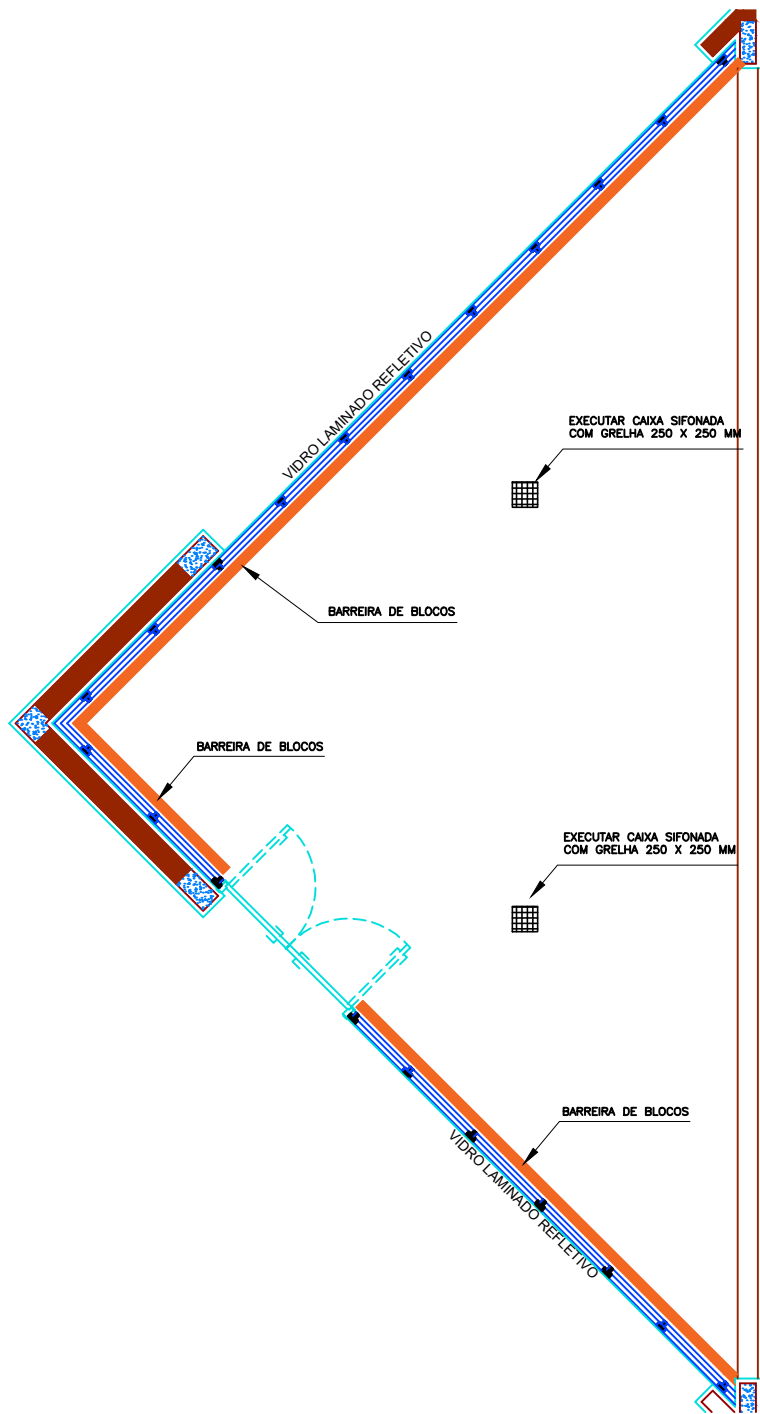 VIDRO LAMINADO REFLETIVO
EXECUTAR CAIXA SIFONADA
COM GRELHA 250 X 250 MM
BARREIRA DE BLOCOS
BARREIRA DE BLOCOS
EXECUTAR CAIXA SIFONADA
COM GRELHA 250 X 250 MM
BARREIRA DE BLOCOS
VIDRO LAMINADO REFLETIVO